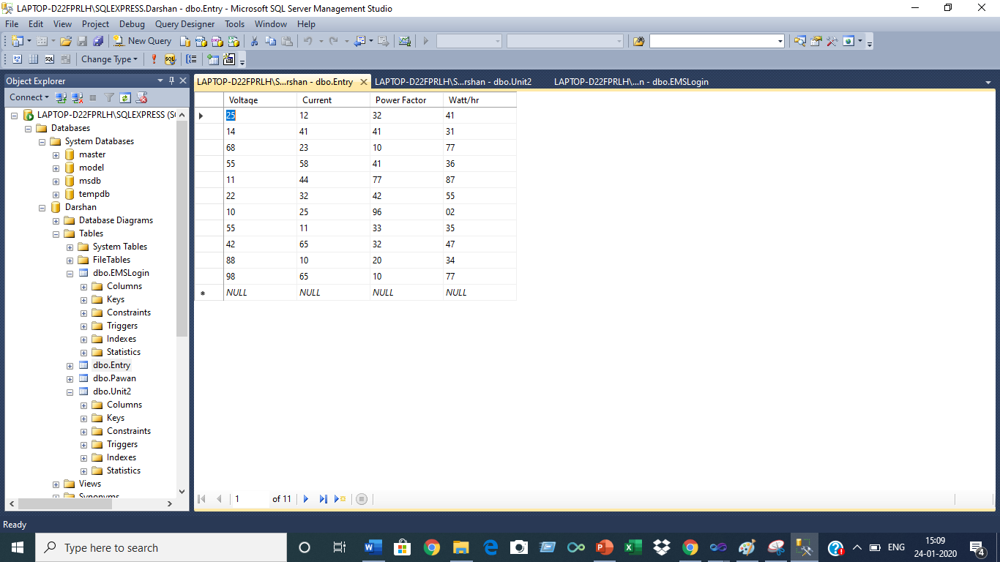 LAPTOP-D22FPRLH\SQLEXPRESS.Darshan - dbo.Entry - Microsoft SQL Server Management Studio
File Edit View Project Debug Query Designer Tools Window Help
New Query
Change Type
Object Explorer
Connect
LAPTOP-D22FPRLH\SQLEXPRESS (S
Databases
System Databases
master
model
msdb
tempdb
Darshan
Database Diagrams
Tables
System Tables
FileTables
dbo.EMSLogin
Columns
Keys
Constraints
Triggers
Indexes
Statistics
dbo.Entry
dbo.Pawan
dbo.Unit2
Columns
Keys
Constraints
Triggers
Indexes
Statistics
Views
Synonyms
LAPTOP-D22FPRLH\S...rshan - dbo.Entry LAPTOP-D22FPRLH\S...rshan - dbo.Unit2 LAPTOP-D22FPRLH\...n - dbo.EMSLogin
Voltage Current Power Factor Watt/hr
25 12 32 41
14 41 41 31
68 23 10 77
55 58 41 36
11 44 77 87
22 32 42 55
10 25 96 02
55 11 33 35
42 65 32 47
88 10 20 34
98 65 10 77
NULL NULL NULL NULL
1 of 11
Ready
Type here to search
ENG
15:09
24-01-2020
4